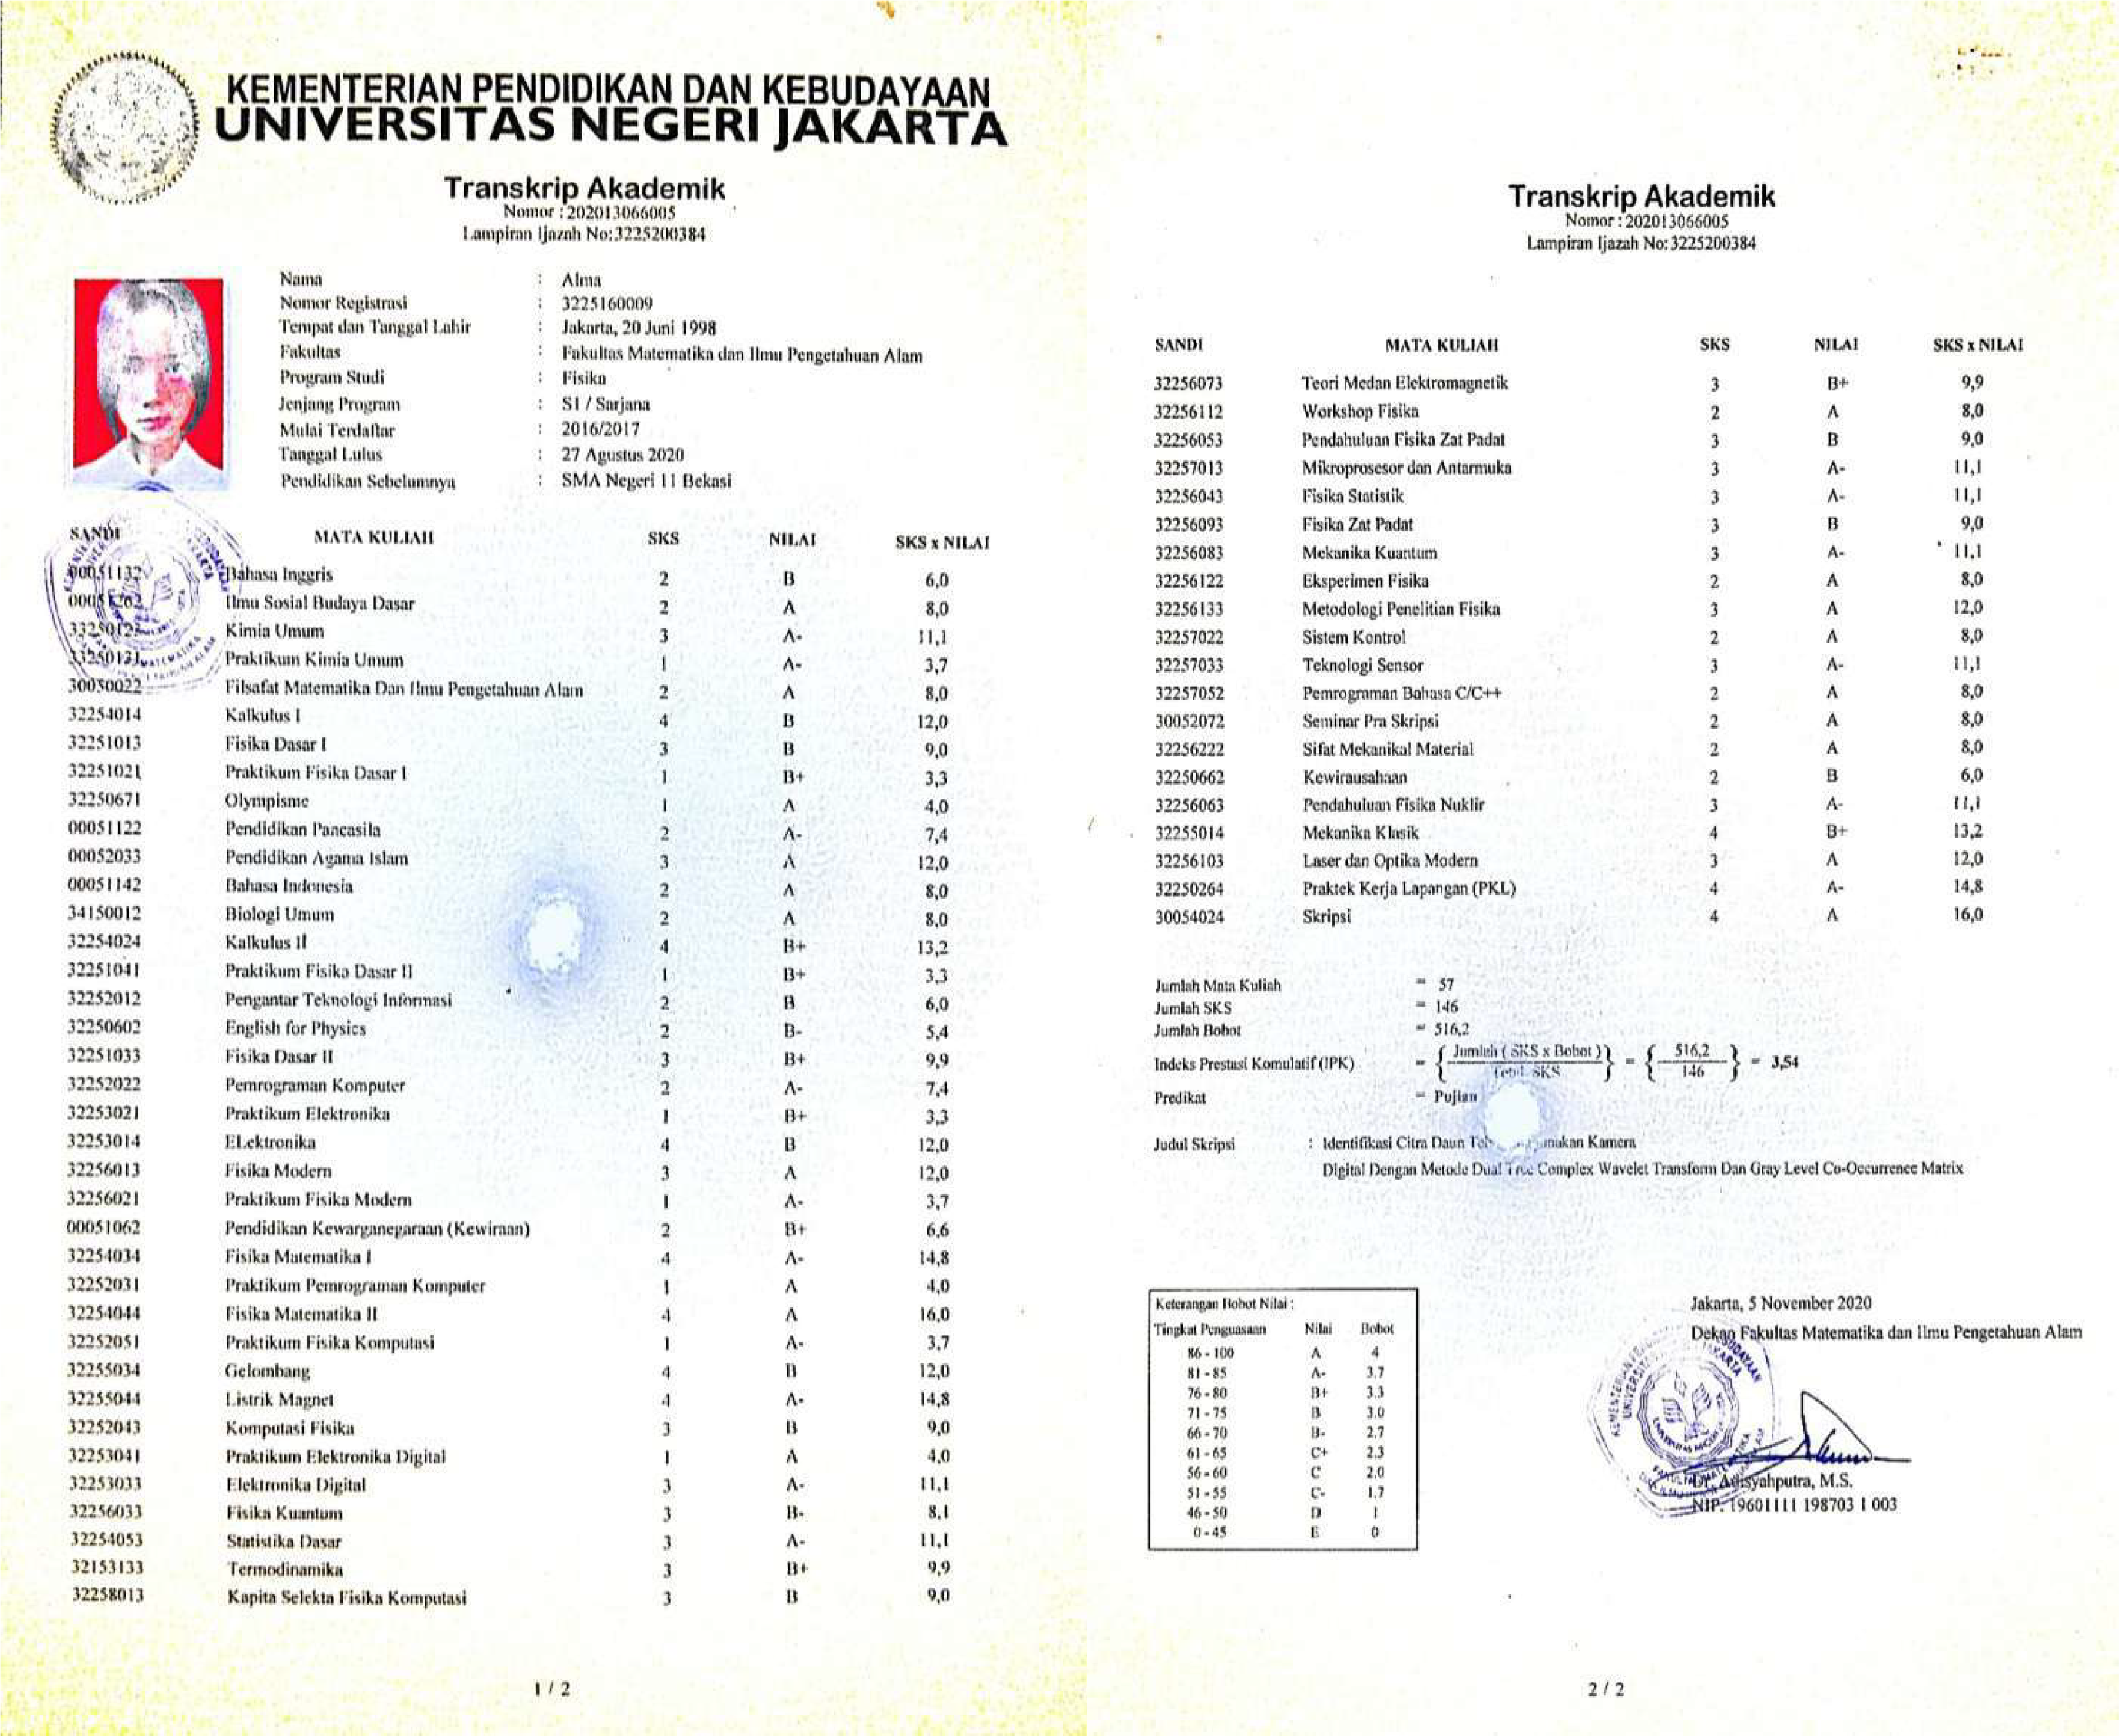 KEMENTERIAN PENDIDIKAN DAN KEBUDAYAAN
UNIVERSITAS NEGERI JAKARTA
Transkrip Akademik
Nomor : 202013066005
Lampiran Ijazah No:3225200384
Nama : Alma
Nomor Registrasi : 3225160009
Tempat dan Tanggal Lahir : Jakarta, 20 Juni 1998
Fakultas : Fakultas Matematika dan Ilmu Pengetahuan Alam
Program Studi : Fisika
Jenjang Program : S1 / Sarjana
Mulai Terdaftar : 2016/2017
Tanggal Lulus : 27 Agustus 2020
Pendidikan Sebelumnya : SMA Negeri 11 Bekasi
SANDI MATA KULIAH SKS NILAI SKS x NILAI
00051132 Bahasa Inggris 2 B 6,0
Ilmu Sosial Budaya Dasar 2 A 8,0
Kimia Umum 3 A- 11,1
33250131 Praktikum Kimia Umum 1 A- 3,7
30050022 Filsafat Matematika Dan Ilmu Pengetahuan Alam 2 A 8,0
32254014 Kalkulus I 4 B 12,0
32251013 Fisika Dasar I 3 B 9,0
32251021 Praktikum Fisika Dasar I 1 B+ 3,3
32250671 Olympisme 1 A 4,0
00051122 Pendidikan Pancasila 2 A- 7,4
00052033 Pendidikan Agama Islam 3 A 12,0
00051142 Bahasa Indonesia 2 A 8,0
34150012 Biologi Umum 2 A 8,0
32254024 Kalkulus II 4 B+ 13,2
32251041 Praktikum Fisika Dasar II 1 B+ 3,3
32252012 Pengantar Teknologi Informasi 2 B 6,0
32250602 English for Physics 2 B- 5,4
32251033 Fisika Dasar II 3 B+ 9,9
32252022 Pemrograman Komputer 2 A- 7,4
32253021 Praktikum Elektronika 1 B+ 3,3
32253014 ELektronika 4 B 12,0
32256013 Fisika Modern 3 A 12,0
32256021 Praktikum Fisika Modern 1 A- 3,7
00051062 Pendidikan Kewarganegaraan (Kewiraan) 2 B+ 6,6
32254034 Fisika Matematika I 4 A- 14,8
32252031 Praktikum Pemrograman Komputer 1 A 4,0
32254044 Fisika Matematika II 4 A 16,0
32252051 Praktikum Fisika Komputasi 1 A- 3,7
32255034 Gelombang 4 B 12,0
32255044 Listrik Magnet 4 A- 14,8
32252043 Komputasi Fisika 3 B 9,0
32253041 Praktikum Elektronika Digital 1 A 4,0
32253033 Elektronika Digital 3 A- 11,1
32256033 Fisika Kuantum 3 B- 8,1
32254053 Statistika Dasar 3 A- 11,1
32153133 Termodinamika 3 B+ 9,9
32258013 Kapita Selekta Fisika Komputasi 3 B 9,0
1 / 2
Transkrip Akademik
Nomor : 202013066005
Lampiran Ijazah No: 3225200384
SANDI MATA KULIAH SKS NILAI SKS x NILAI
32256073 Teori Medan Elektromagnetik 3 B+ 9,9
32256112 Workshop Fisika 2 A 8,0
32256053 Pendahuluan Fisika Zat Padat 3 B 9,0
32257013 Mikroprosesor dan Antarmuka 3 A- 11,1
32256043 Fisika Statistik 3 A- 11,1
32256093 Fisika Zat Padat 3 B 9,0
32256083 Mekanika Kuantum 3 A- 11,1
32256122 Eksperimen Fisika 2 A 8,0
32256133 Metodologi Penelitian Fisika 3 A 12,0
32257022 Sistem Kontrol 2 A 8,0
32257033 Teknologi Sensor 3 A- 11,1
32257052 Pemrograman Bahasa C/C++ 2 A 8,0
30052072 Seminar Pra Skripsi 2 A 8,0
32256222 Sifat Mekanikal Material 2 A 8,0
32250662 Kewirausahaan 2 B 6,0
32256063 Pendahuluan Fisika Nuklir 3 A- 11,1
32255014 Mekanika Klasik 4 B+ 13,2
32256103 Laser dan Optika Modern 3 A 12,0
32250264 Praktek Kerja Lapangan (PKL) 4 A- 14,8
30054024 Skripsi 4 A 16,0
Jumlah Mata Kuliah = 57
Jumlah SKS = 146
Jumlah Bobot = 516,2
Indeks Prestasi Komulatif (IPK) = { Jumlah ( SKS x Bobot ) / Total SKS } = { 516,2 / 146 } = 3,54
Predikat = Pujian
Judul Skripsi : Identifikasi Citra Daun Kamera
Digital Dengan Metode Dual Tree Complex Wavelet Transform Dan Gray Level Co-Occurrence Matrix
Keterangan Bobot Nilai :
Tingkat Penguasaan Nilai Bobot
86 - 100 A 4
81 - 85 A- 3.7
76 - 80 B+ 3.3
71 - 75 B 3.0
66 - 70 B- 2.7
61 - 65 C+ 2.3
56 - 60 C 2.0
51 - 55 C- 1.7
46 - 50 D 1
0 - 45 E 0
Jakarta, 5 November 2020
Dekan Fakultas Matematika dan Ilmu Pengetahuan Alam
Dr. Adisyahputra, M.S.
NIP. 19601111 198703 1 003
2 / 2